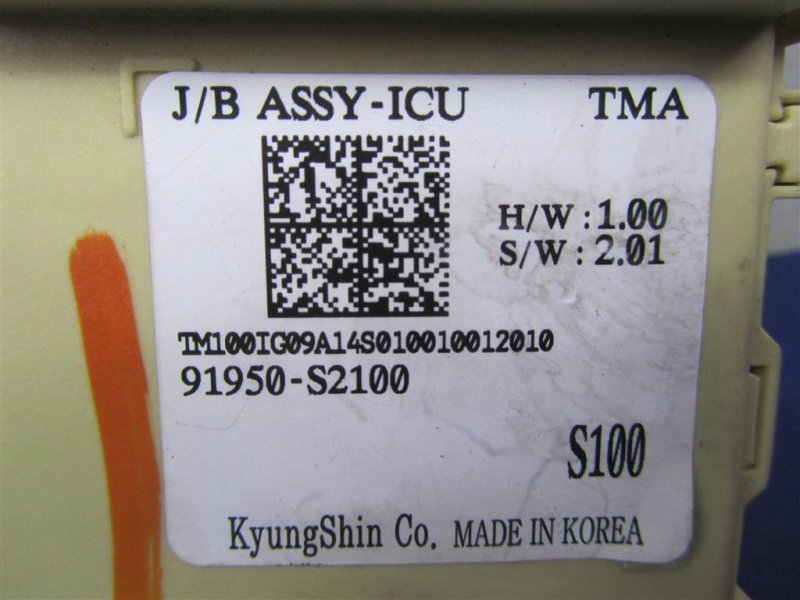 J/B ASSY-ICU TMA
H/W : 1.00
S/W : 2.01
TM100IG09A14S010010012010
91950-S2100
S100
KyungShin Co. MADE IN KOREA